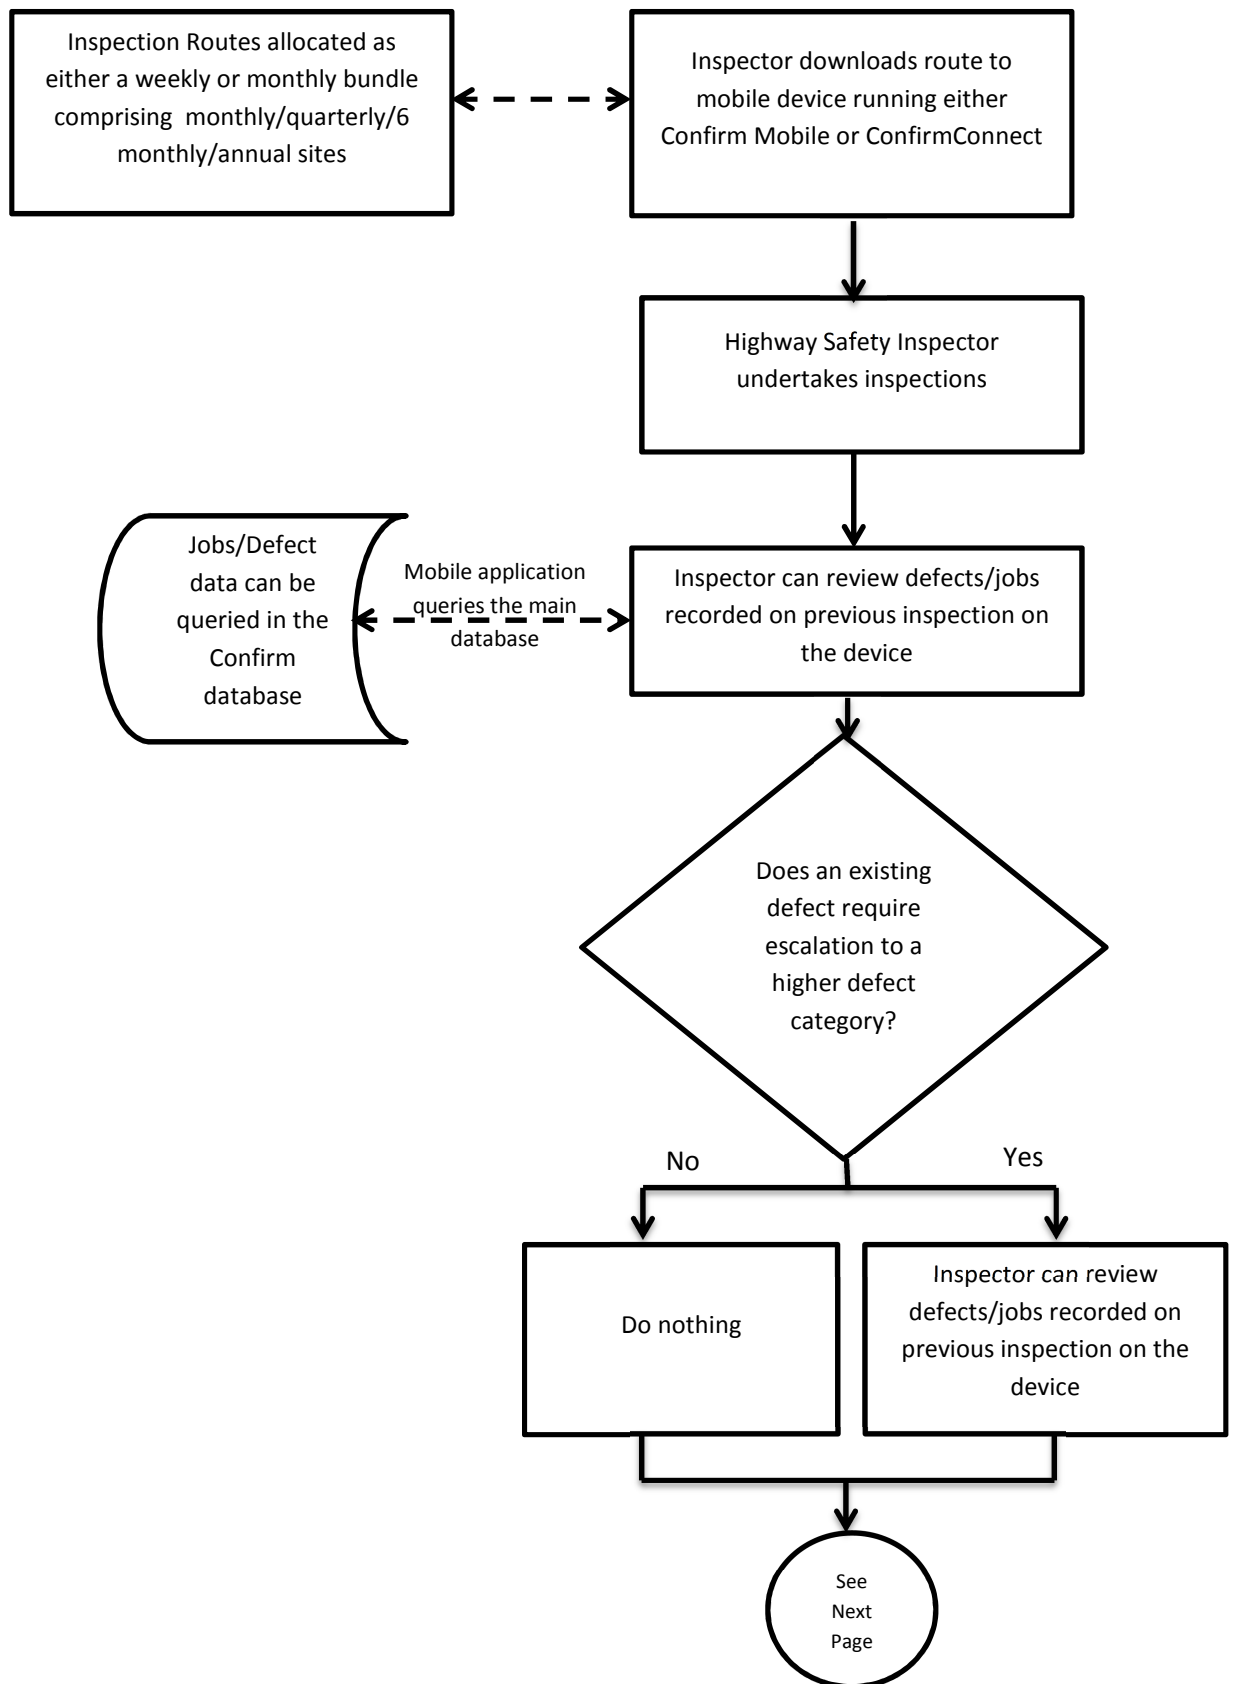 Inspection Routes allocated as
either a weekly or monthly bundle
comprising monthly/quarterly/6
monthly/annual sites
Inspector downloads route to
mobile device running either
Confirm Mobile or ConfirmConnect
Highway Safety Inspector
undertakes inspections
Jobs/Defect
data can be
queried in the
Confirm
database
Mobile application
queries the main
database
Inspector can review defects/jobs
recorded on previous inspection on
the device
Does an existing
defect require
escalation to a
higher defect
category?
No
Yes
Do nothing
Inspector can review
defects/jobs recorded on
previous inspection on the
device
See
Next
Page